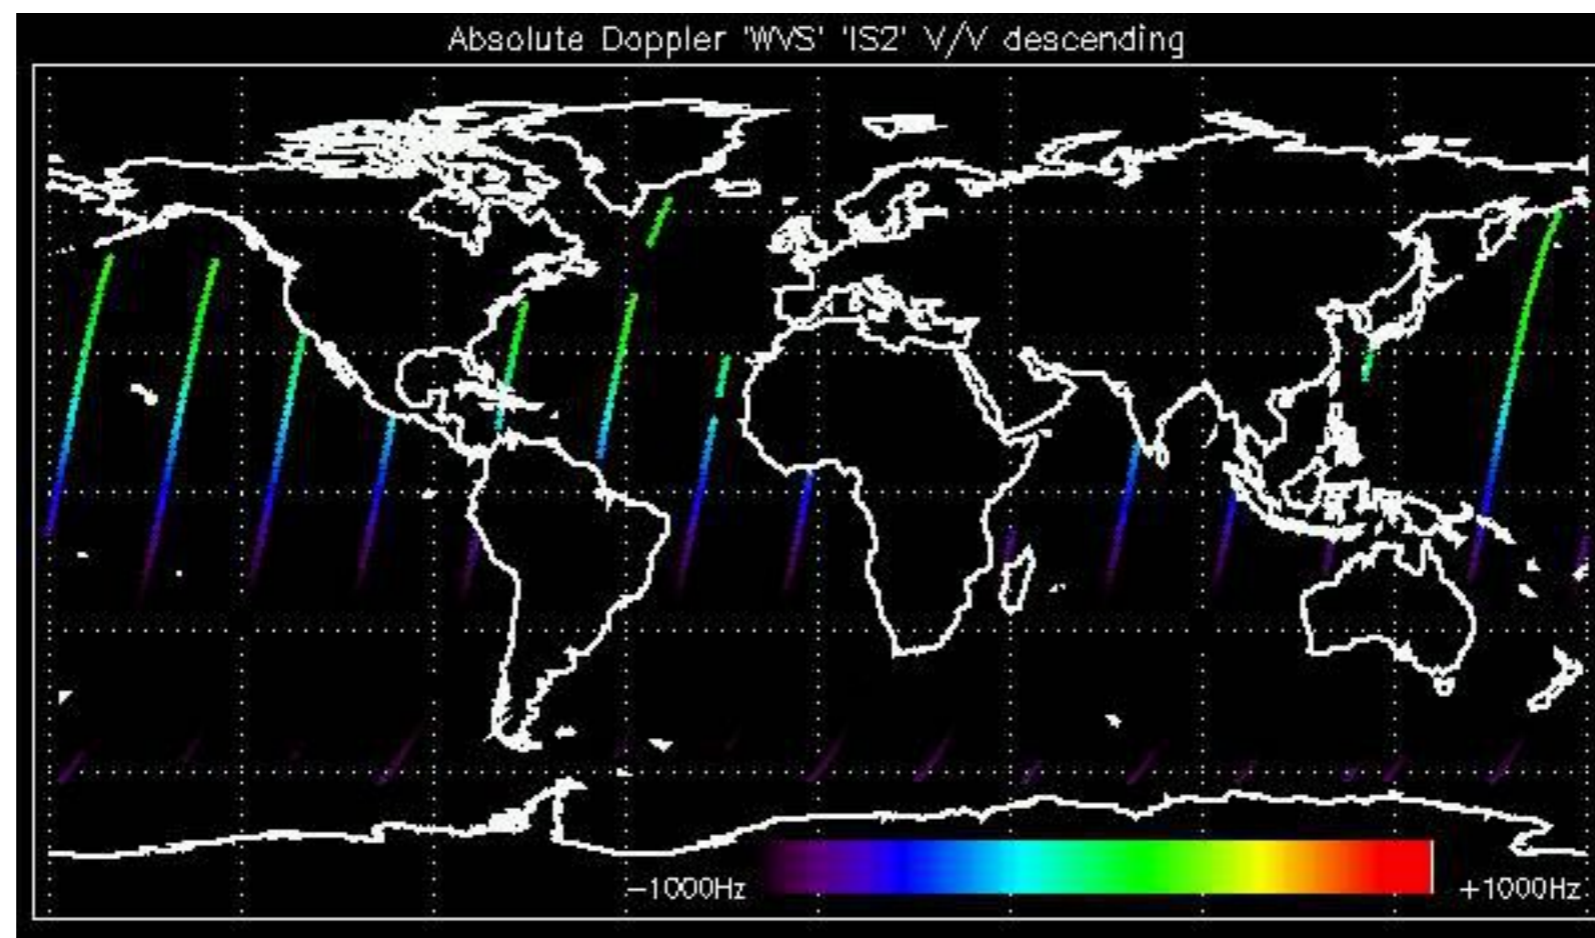 Absolute Doppler 'WVS' 'IS2' V/V descending
-1000Hz
+1000Hz